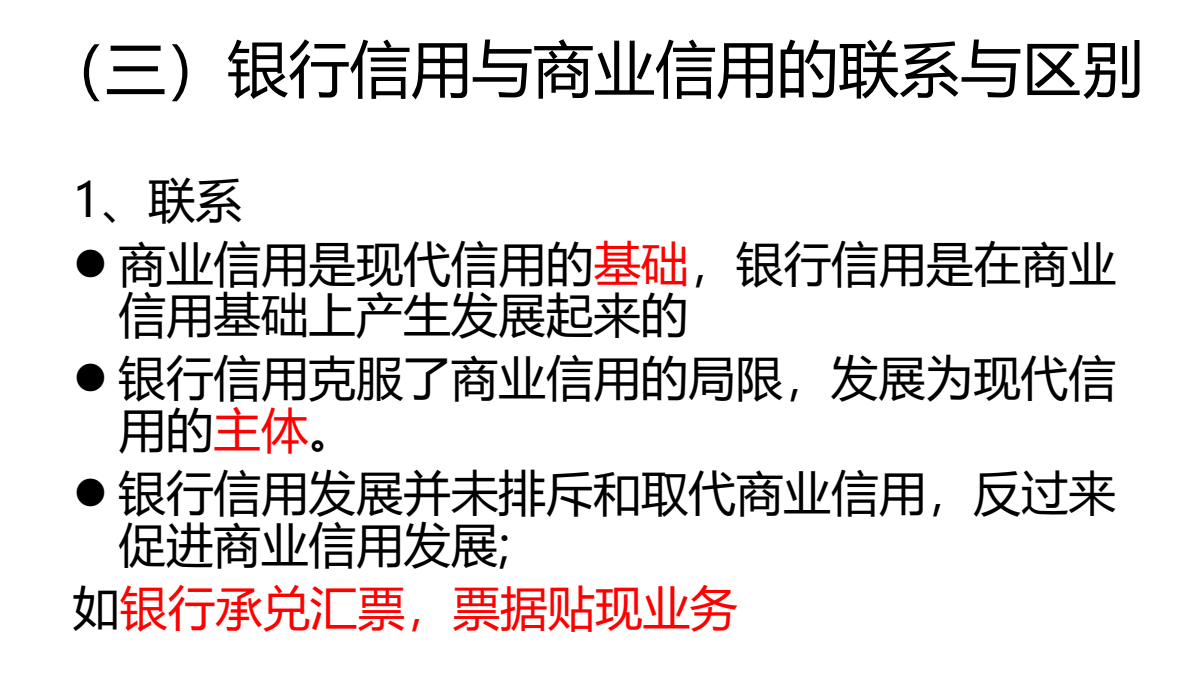 （三）银行信用与商业信用的联系与区别
1、联系
● 商业信用是现代信用的基础，银行信用是在商业
信用基础上产生发展起来的
● 银行信用克服了商业信用的局限，发展为现代信
用的主体。
● 银行信用发展并未排斥和取代商业信用，反过来
促进商业信用发展;
如银行承兑汇票，票据贴现业务